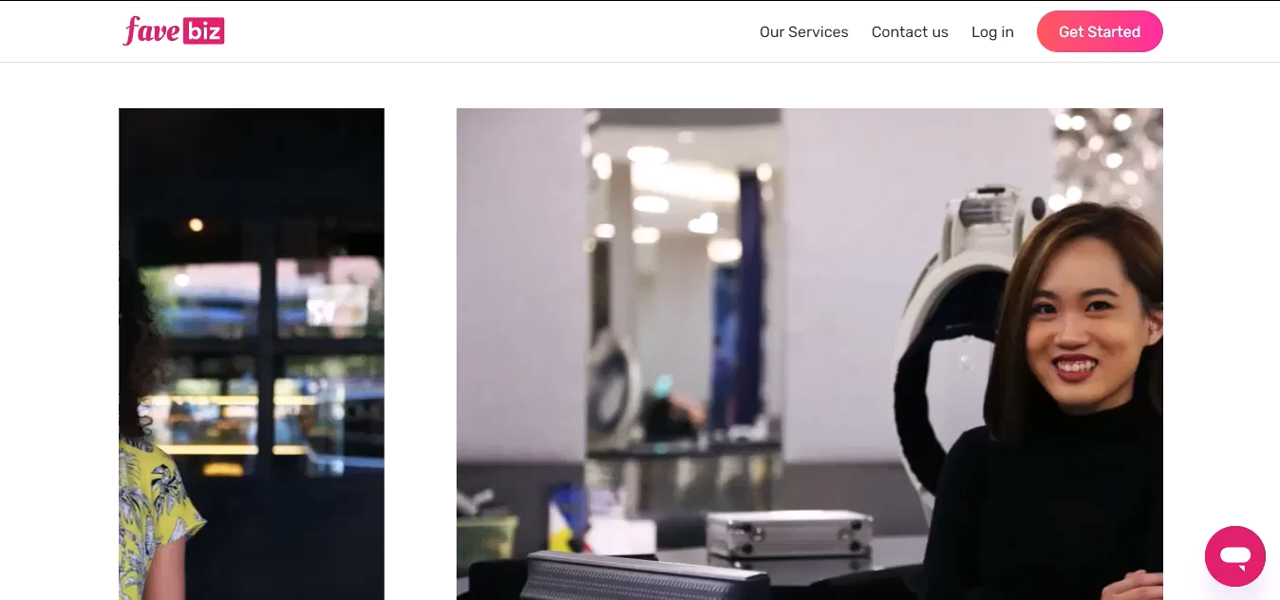 fave biz
Our Services
Contact us
Log in
Get Started